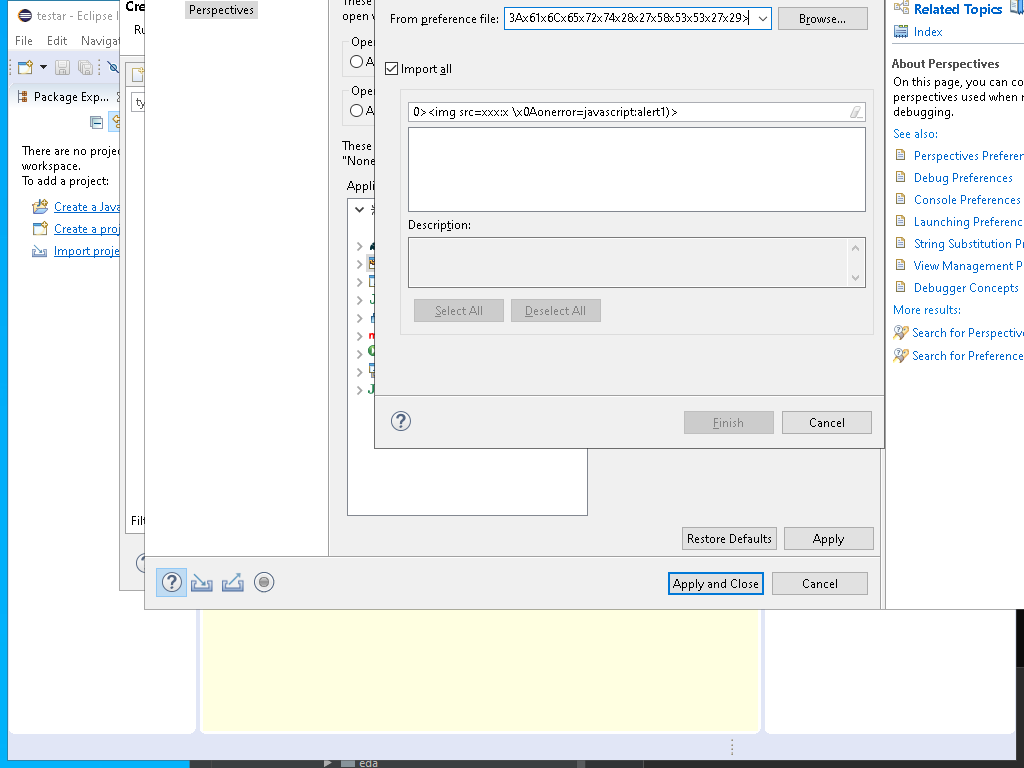 testar - Eclipse I
File Edit Navigat
Package Exp...
There are no projec
workspace.
To add a project:
Create a Java
Create a proj
Import proje
Cre
Ru
ty
Filt
Perspectives
These
open v
Open
A
Open
A
These
"None
Appli
From preference file: 3Ax61x6Cx65x72x74x28x27x58x53x53x27x29> Browse...
Import all
0><img src=xxx:x \x0Aonerror=javascript:alert1)>
Description:
Select All Deselect All
Finish Cancel
Restore Defaults Apply
Apply and Close Cancel
Related Topics
Index
About Perspectives
On this page, you can co
perspectives used when r
debugging.
See also:
Perspectives Preferen
Debug Preferences
Console Preferences
Launching Preferenc
String Substitution Pr
View Management P
Debugger Concepts
More results:
Search for Perspective
Search for Preference
eda